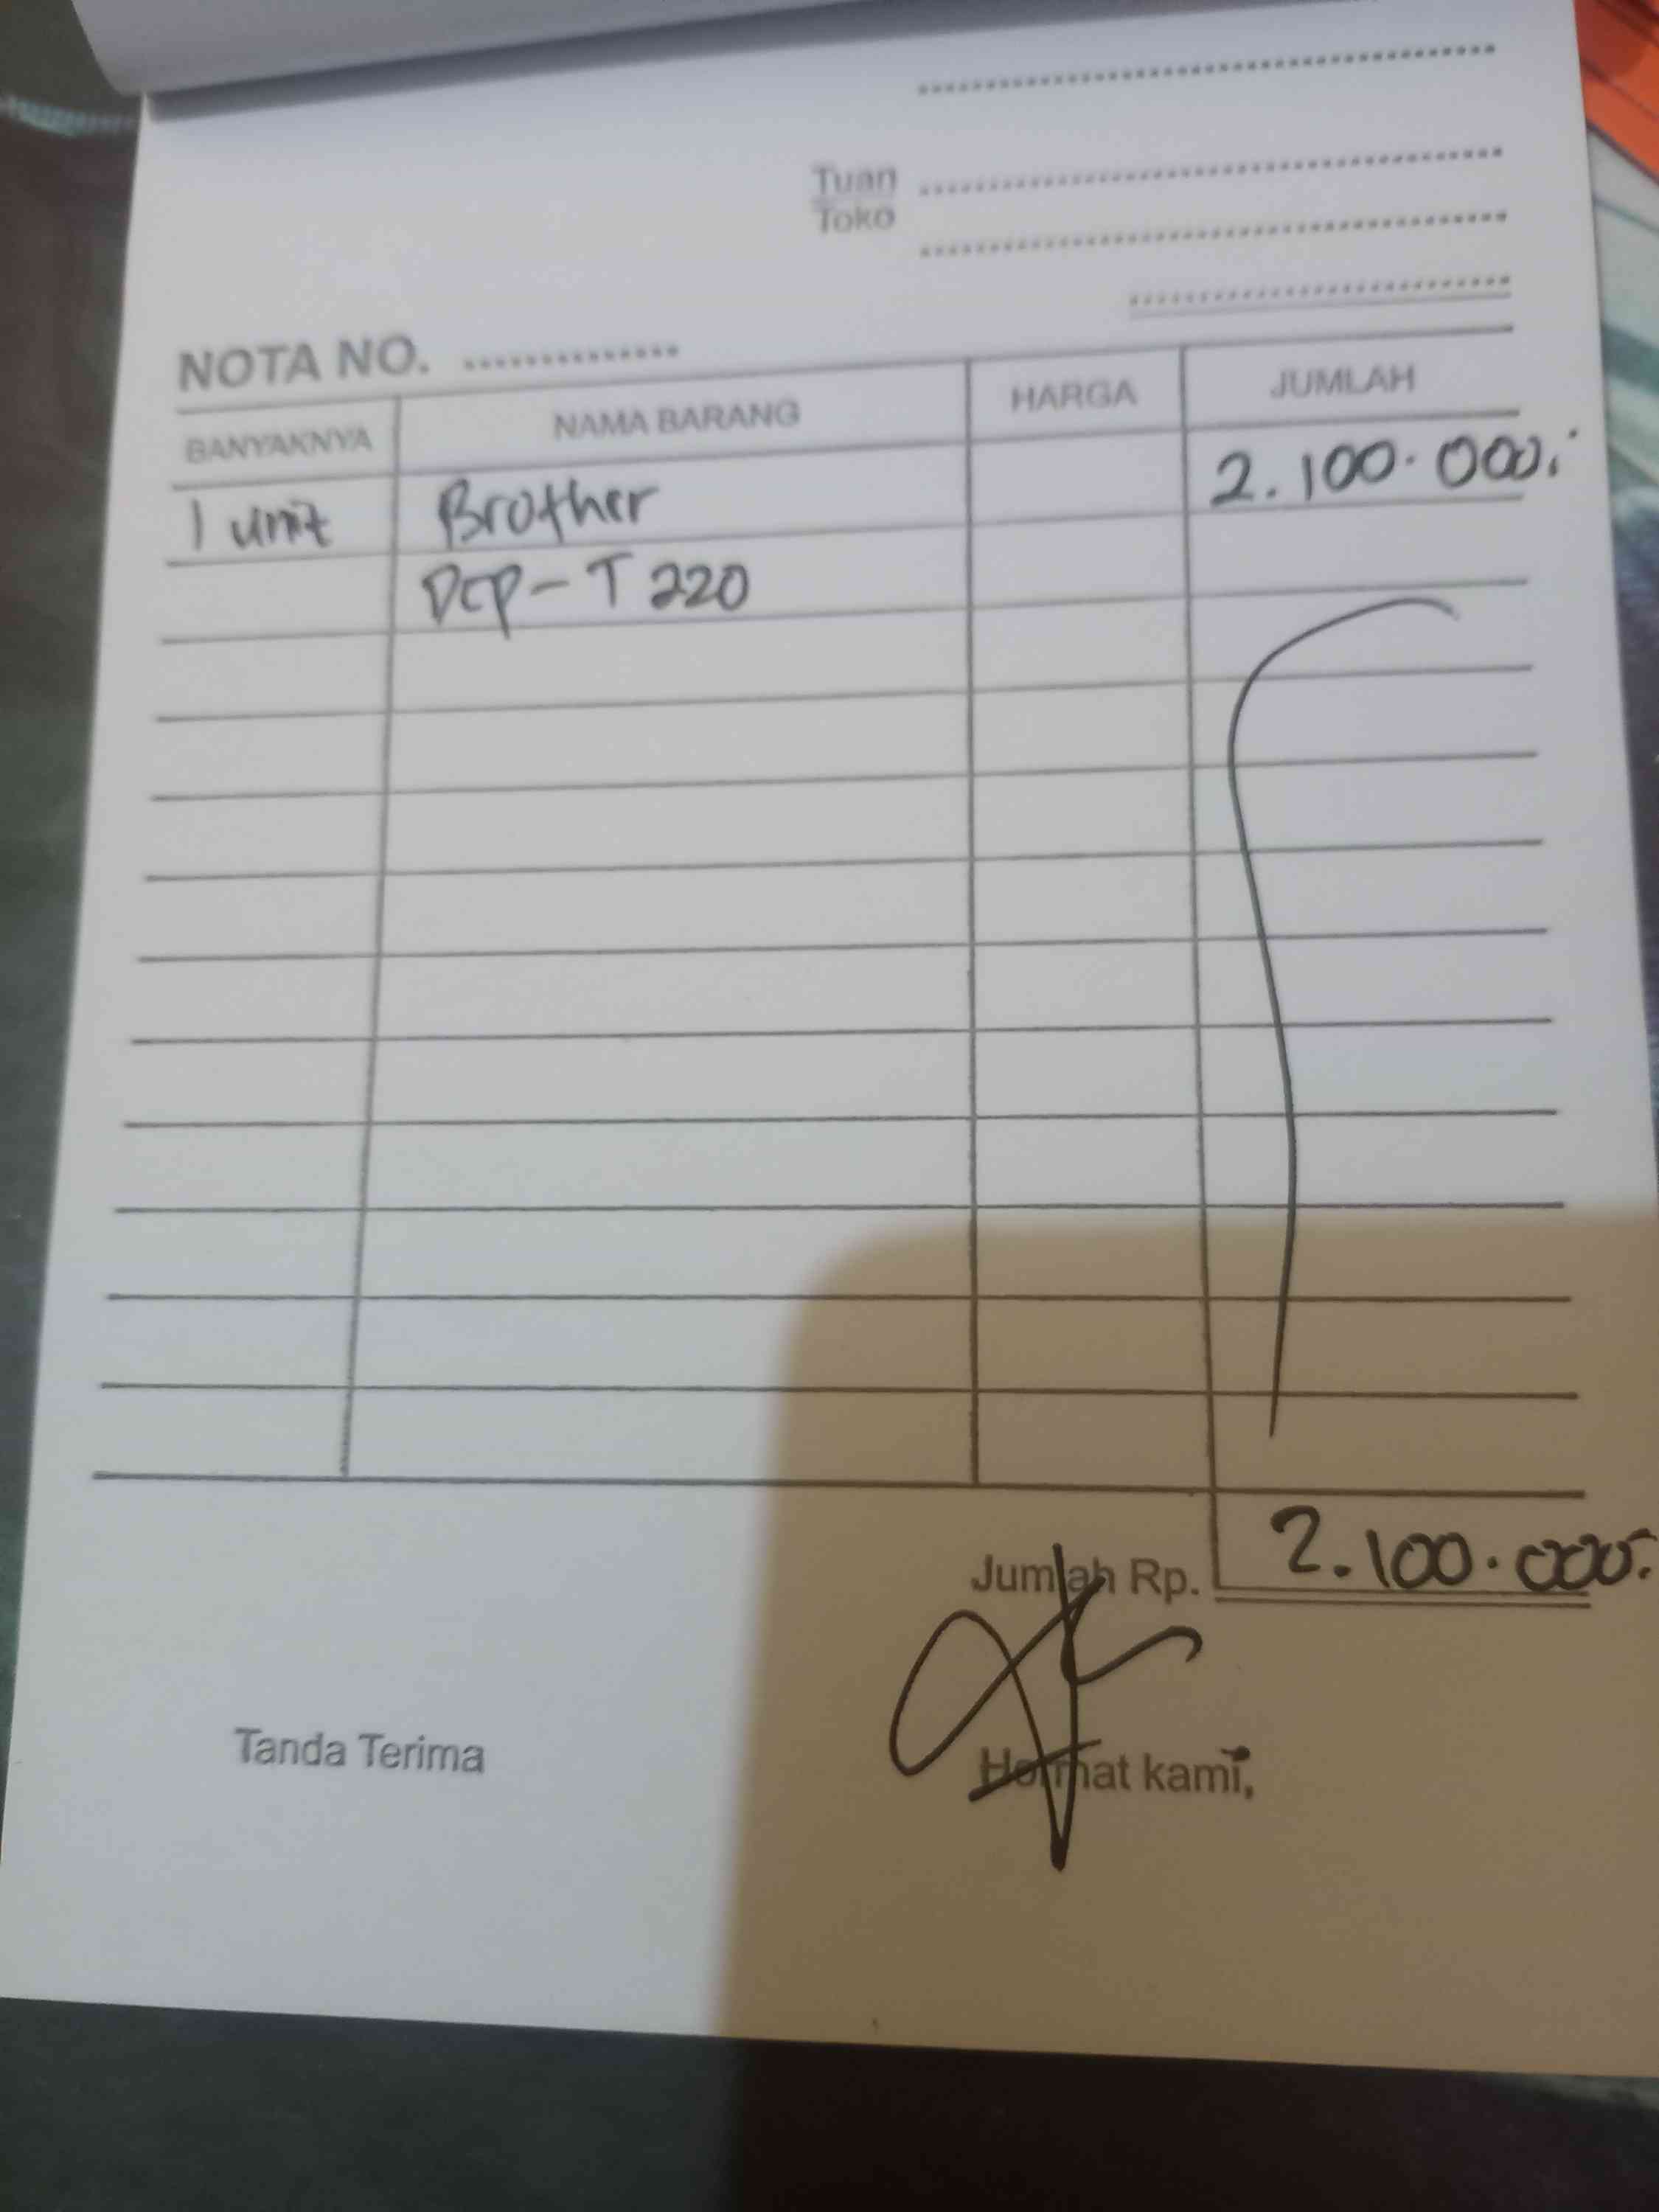 Tuan
Toko
NOTA NO. ...............
BANYAKNYA NAMA BARANG HARGA JUMLAH
1 unit Brother 2.100.000.-
DCP-T220
Jumlah Rp. 2.100.000.-
Tanda Terima Hormat kami,